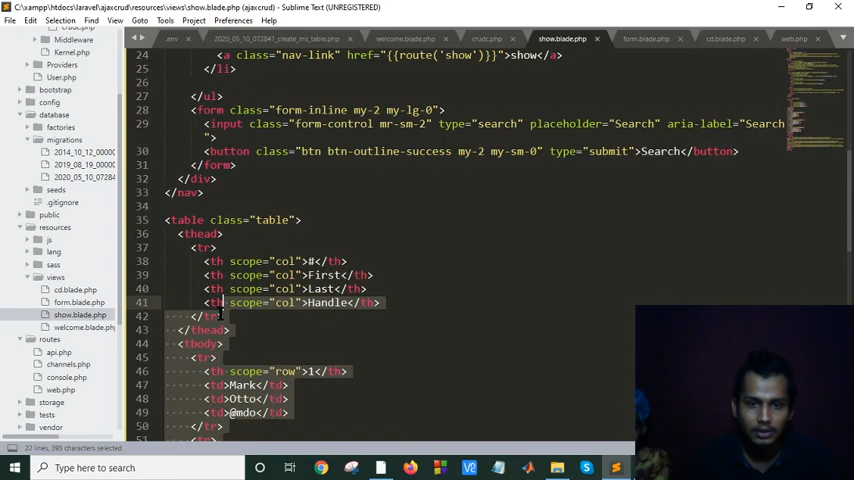 C:\xampp\htdocs\laravel\ajaxcrud\resources\views\show.blade.php (ajaxcrud) - Sublime Text (UNREGISTERED)
File Edit Selection Find View Goto Tools Project Preferences Help
.env 2020_05_10_072841_create_ms_table.php welcome.blade.php crudc.php show.blade.php form.blade.php cd.blade.php web.php
Middleware
Kernel.php
Providers
User.php
bootstrap
config
database
factories
migrations
2014_10_12_00000
2019_08_19_00000
2020_05_10_07284
seeds
.gitignore
public
resources
js
lang
sass
views
cd.blade.php
form.blade.php
show.blade.php
welcome.blade.php
routes
api.php
channels.php
console.php
web.php
storage
tests
vendor
24 <a class="nav-link" href="{{route('show')}}">show</a>
25 </li>
26
27 </ul>
28 <form class="form-inline my-2 my-lg-0">
29 <input class="form-control mr-sm-2" type="search" placeholder="Search" aria-label="Search
">
30 <button class="btn btn-outline-success my-2 my-sm-0" type="submit">Search</button>
31 </form>
32 </div>
33 </nav>
34
35 <table class="table">
36 <thead>
37 <tr>
38 <th scope="col">#</th>
39 <th scope="col">First</th>
40 <th scope="col">Last</th>
41 <th scope="col">Handle</th>
42 </tr>
43 </thead>
44 <tbody>
45 <tr>
46 <th scope="row">1</th>
47 <td>Mark</td>
48 <td>Otto</td>
49 <td>@mdo</td>
50 </tr>
51 <tr>
22 lines, 395 characters selected
Type here to search